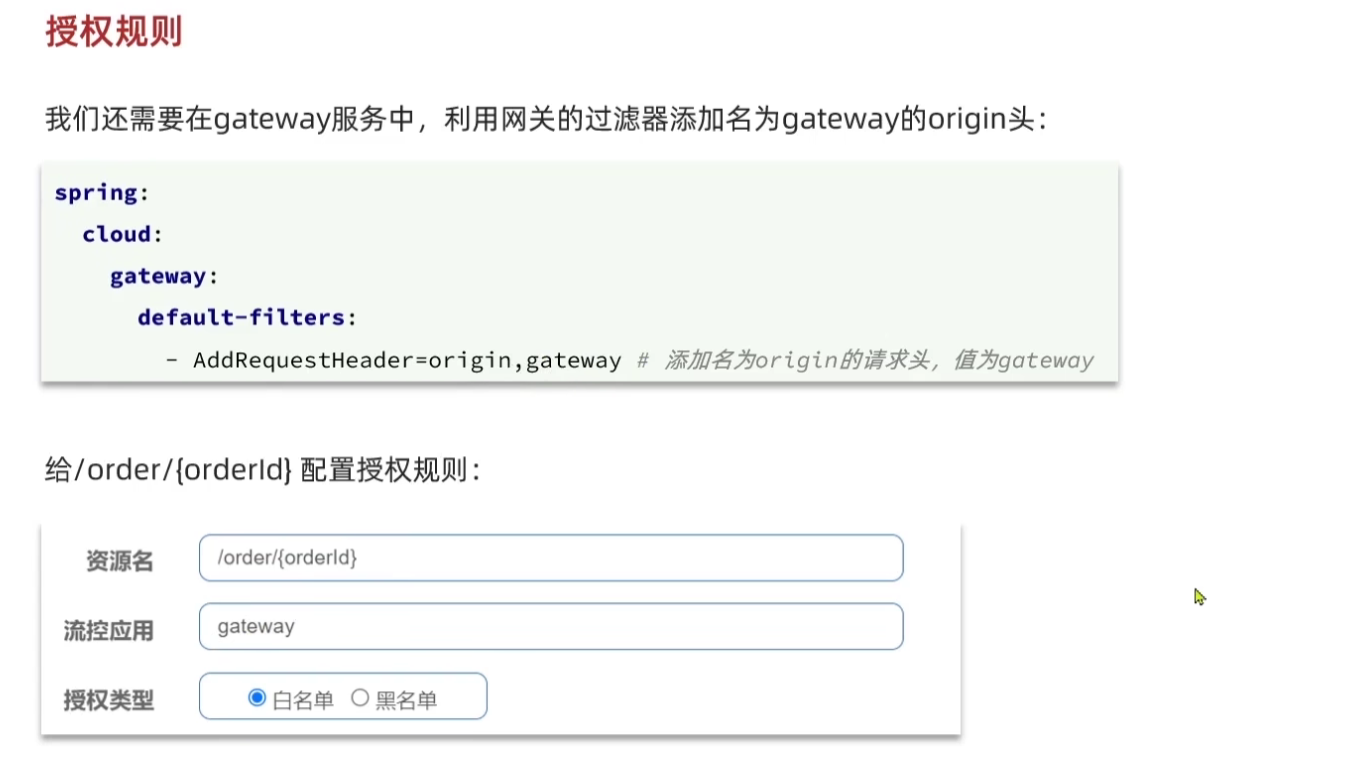 授权规则
我们还需要在gateway服务中，利用网关的过滤器添加名为gateway的origin头：
spring:
  cloud:
    gateway:
      default-filters:
        - AddRequestHeader=origin,gateway # 添加名为origin的请求头，值为gateway
给/order/{orderId} 配置授权规则：
资源名 /order/{orderId}
流控应用 gateway
授权类型 白名单 黑名单